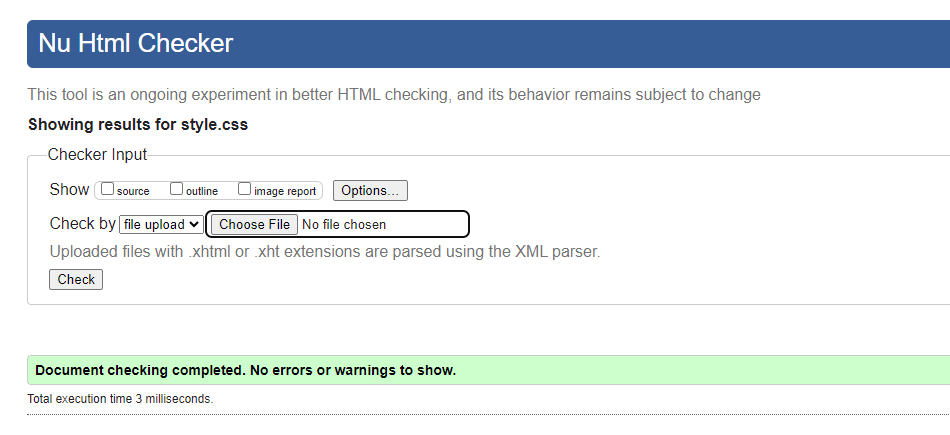 Nu Html Checker
This tool is an ongoing experiment in better HTML checking, and its behavior remains subject to change
Showing results for style.css
Checker Input
Show source outline image report Options...
Check by file upload Choose File No file chosen
Uploaded files with .xhtml or .xht extensions are parsed using the XML parser.
Check
Document checking completed. No errors or warnings to show.
Total execution time 3 milliseconds.